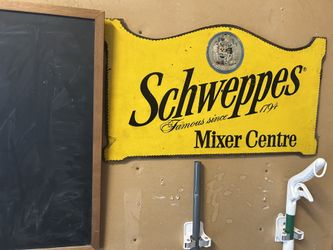 Schweppes®
Famous since 1794
Mixer Centre